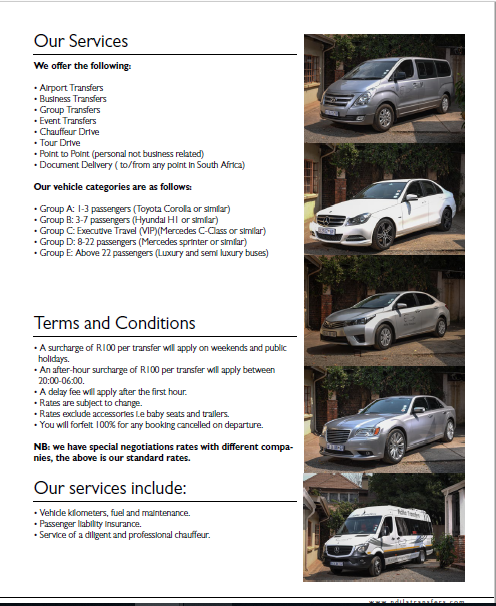 Our Services
We offer the following:
• Airport Transfers
• Business Transfers
• Group Transfers
• Event Transfers
• Chauffeur Drive
• Tour Drive
• Point to Point (personal not business related)
• Document Delivery ( to/from any point in South Africa)
Our vehicle categories are as follows:
• Group A: 1-3 passengers (Toyota Corolla or similar)
• Group B: 3-7 passengers (Hyundai H1 or similar)
• Group C: Executive Travel (VIP)(Mercedes C-Class or similar)
• Group D: 8-22 passengers (Mercedes sprinter or similar)
• Group E: Above 22 passengers (Luxury and semi luxury buses)
Terms and Conditions
• A surcharge of R100 per transfer will apply on weekends and public
holidays.
• An after-hour surcharge of R100 per transfer will apply between
20:00-06:00.
• A delay fee will apply after the first hour.
• Rates are subject to change.
• Rates exclude accessories i.e baby seats and trailers.
• You will forfeit 100% for any booking cancelled on departure.
NB: we have special negotiations rates with different compa-
nies, the above is our standard rates.
Our services include:
• Vehicle kilometers, fuel and maintenance.
• Passenger liability insurance.
• Service of a diligent and professional chauffeur.